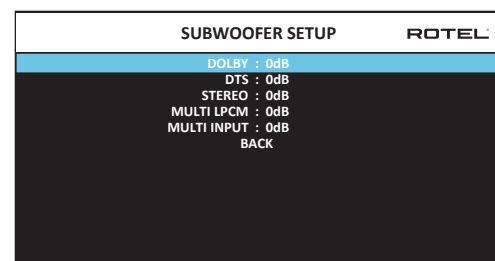 SUBWOOFER SETUP ROTEL
DOLBY : 0dB
DTS : 0dB
STEREO : 0dB
MULTI LPCM : 0dB
MULTI INPUT : 0dB
BACK